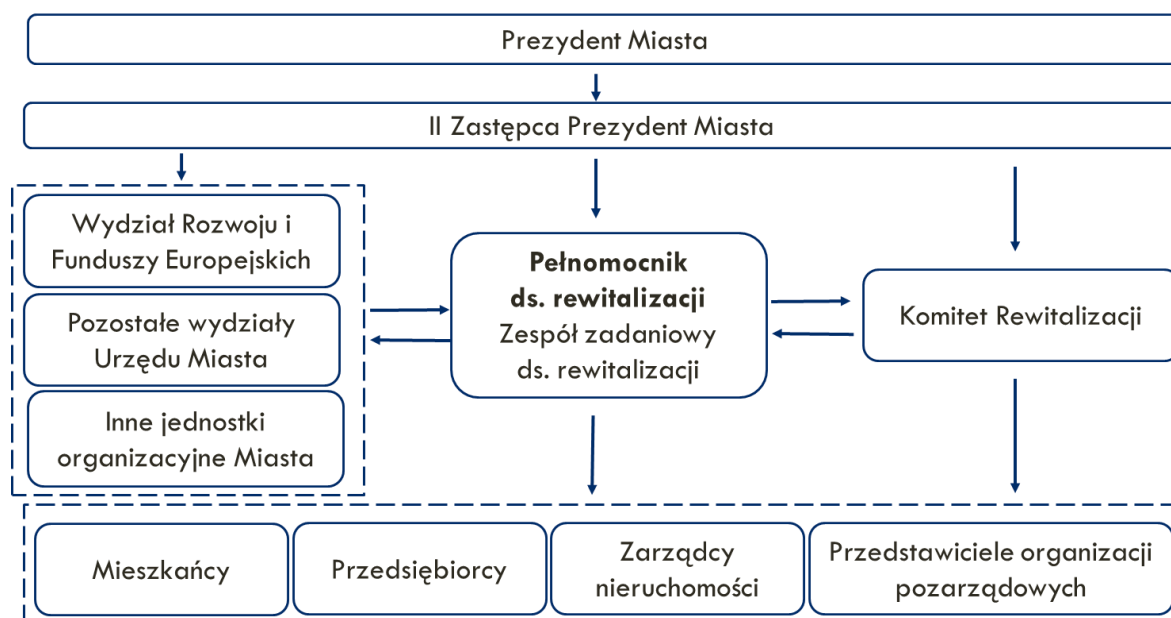 Prezydent Miasta
II Zastępca Prezydent Miasta
Wydział Rozwoju i
Funduszy Europejskich
Pozostałe wydziały
Urzędu Miasta
Inne jednostki
organizacyjne Miasta
Pełnomocnik
ds. rewitalizacji
Zespół zadaniowy
ds. rewitalizacji
Komitet Rewitalizacji
Mieszkańcy
Przedsiębiorcy
Zarządcy
nieruchomości
Przedstawiciele organizacji
pozarządowych